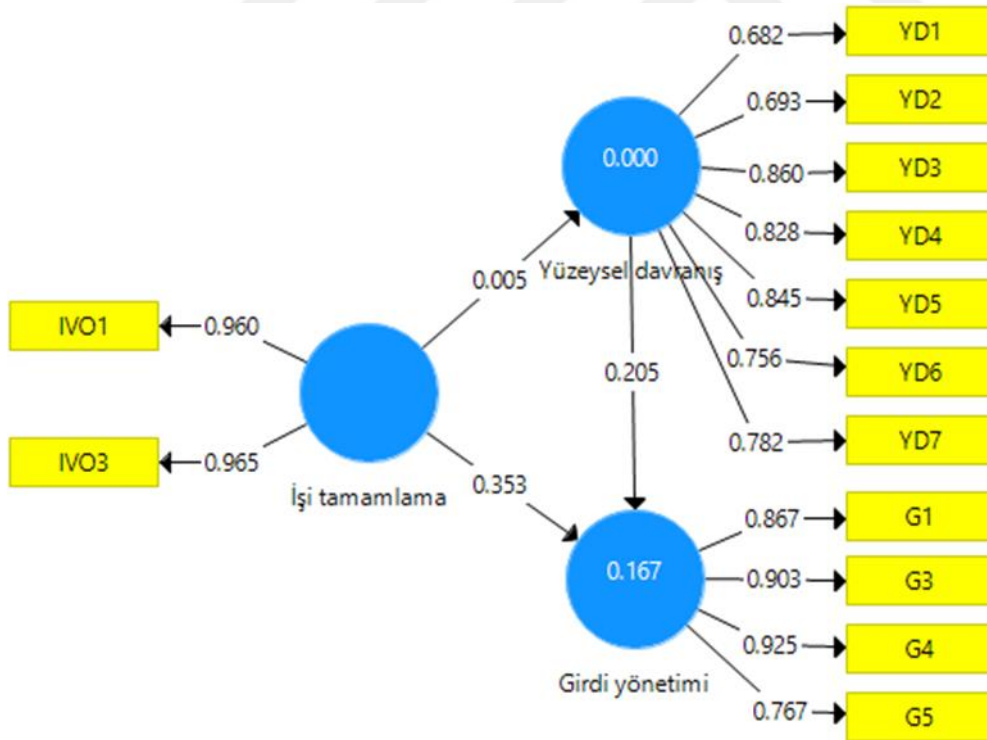 0.682
YD1
0.693
YD2
0.000
0.860
YD3
0.828
YD4
Yüzeysel davranış
0.005
0.845
YD5
IVO1
0.960
0.205
0.756
YD6
0.782
YD7
IVO3
0.965
İşi tamamlama
0.353
0.867
G1
0.167
0.903
G3
0.925
G4
Girdi yönetimi
0.767
G5